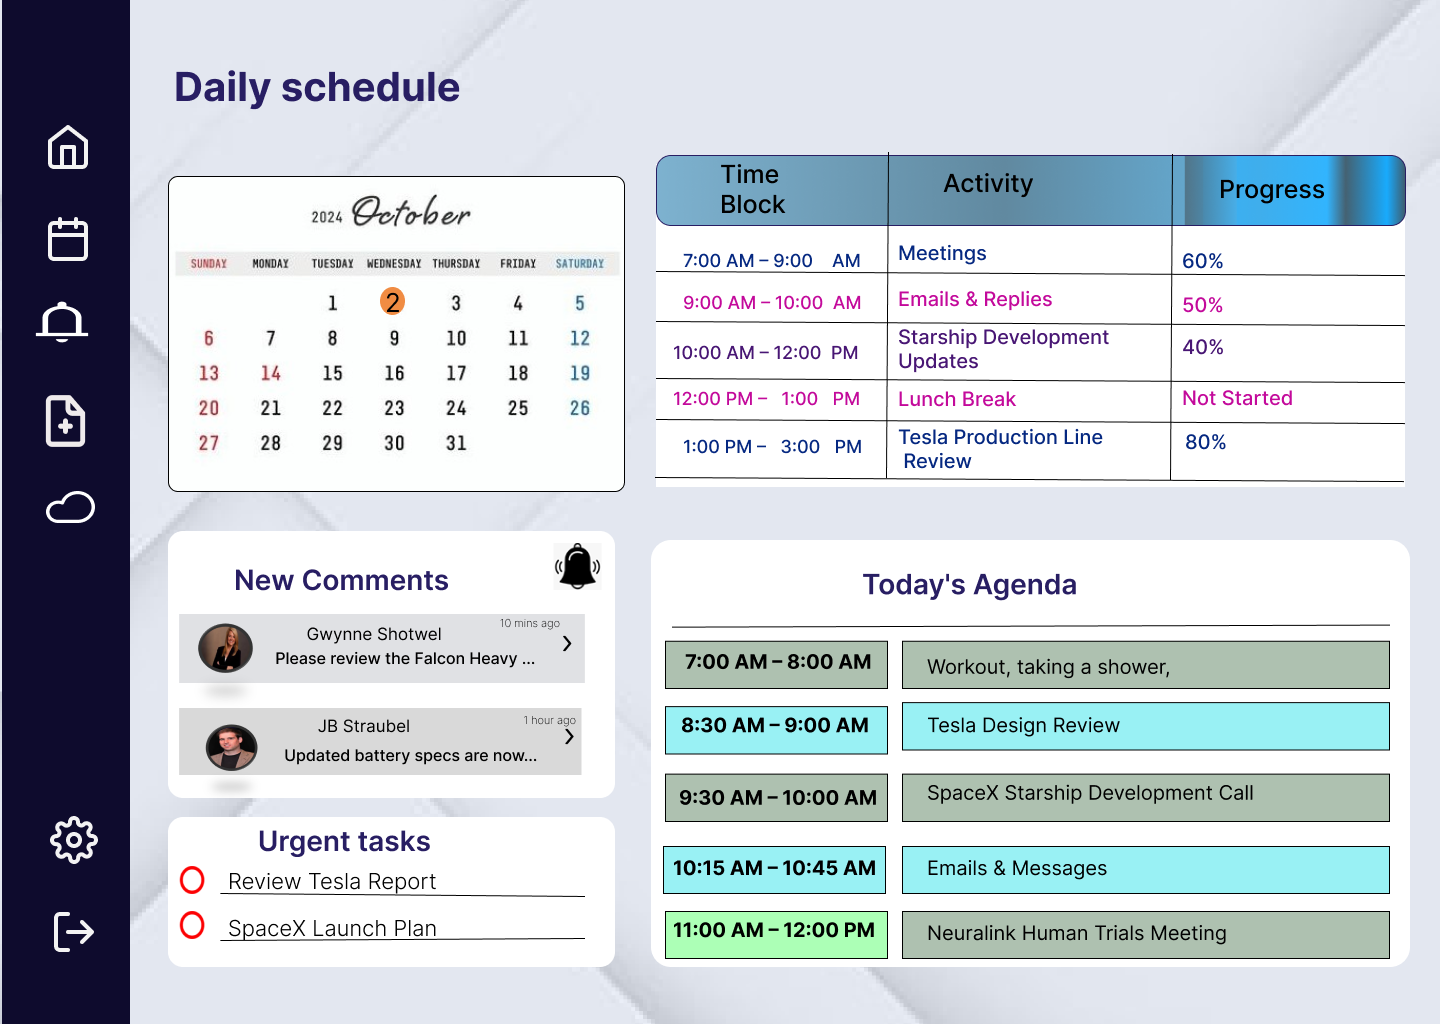 Daily schedule
2024 October
SUNDAY MONDAY TUESDAY WEDNESDAY THURSDAY FRIDAY SATURDAY
1 2 3 4 5
6 7 8 9 10 11 12
13 14 15 16 17 18 19
20 21 22 23 24 25 26
27 28 29 30 31
Time
Block
Activity
Progress
7:00 AM – 9:00 AM
Meetings
60%
9:00 AM – 10:00 AM
Emails & Replies
50%
10:00 AM – 12:00 PM
Starship Development
Updates
40%
12:00 PM – 1:00 PM
Lunch Break
Not Started
1:00 PM – 3:00 PM
Tesla Production Line
Review
80%
New Comments
10 mins ago
Gwynne Shotwel
Please review the Falcon Heavy ...
1 hour ago
JB Straubel
Updated battery specs are now...
Urgent tasks
Review Tesla Report
SpaceX Launch Plan
Today's Agenda
7:00 AM – 8:00 AM
Workout, taking a shower,
8:30 AM – 9:00 AM
Tesla Design Review
9:30 AM – 10:00 AM
SpaceX Starship Development Call
10:15 AM – 10:45 AM
Emails & Messages
11:00 AM – 12:00 PM
Neuralink Human Trials Meeting